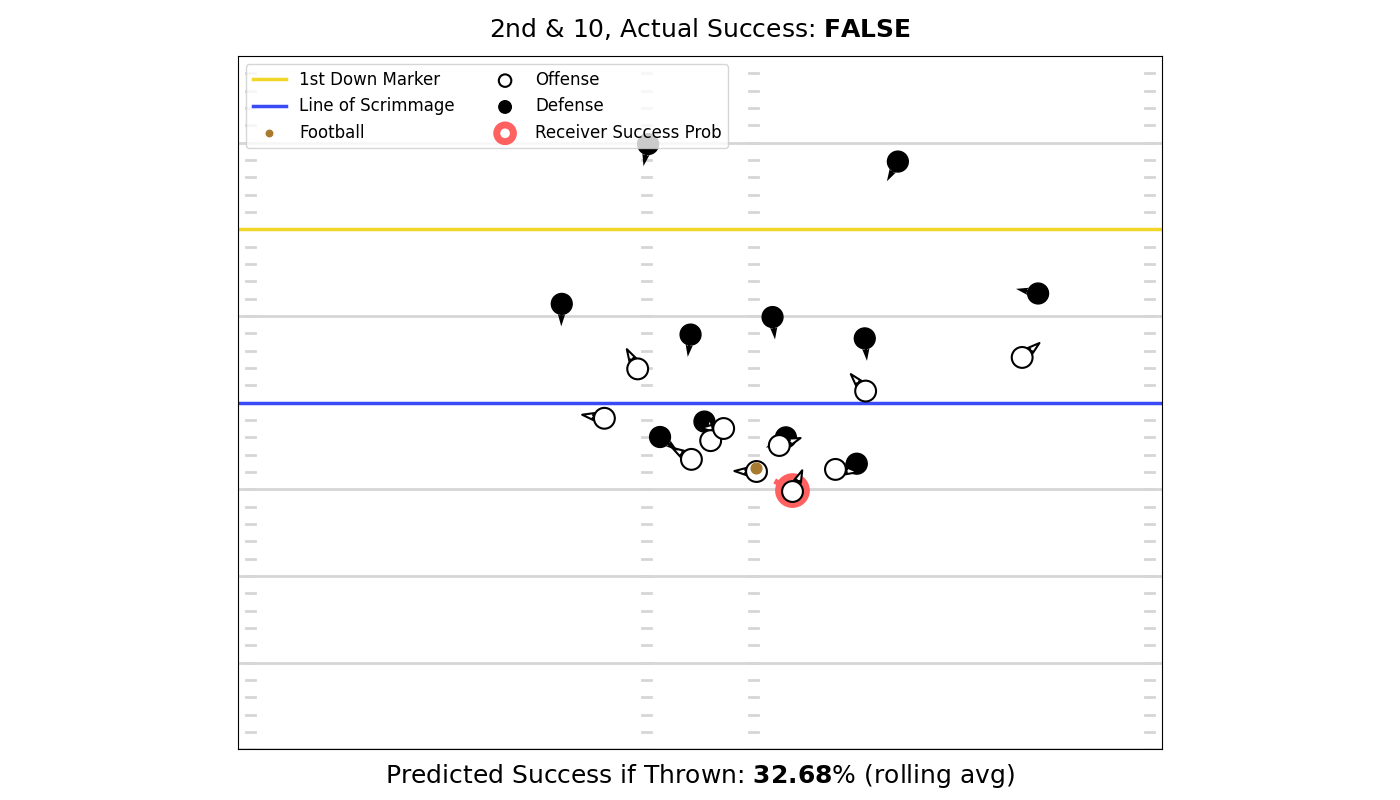 2nd & 10, Actual Success: FALSE
1st Down Marker
Line of Scrimmage
Football
Offense
Defense
Receiver Success Prob
Predicted Success if Thrown: 32.68% (rolling avg)